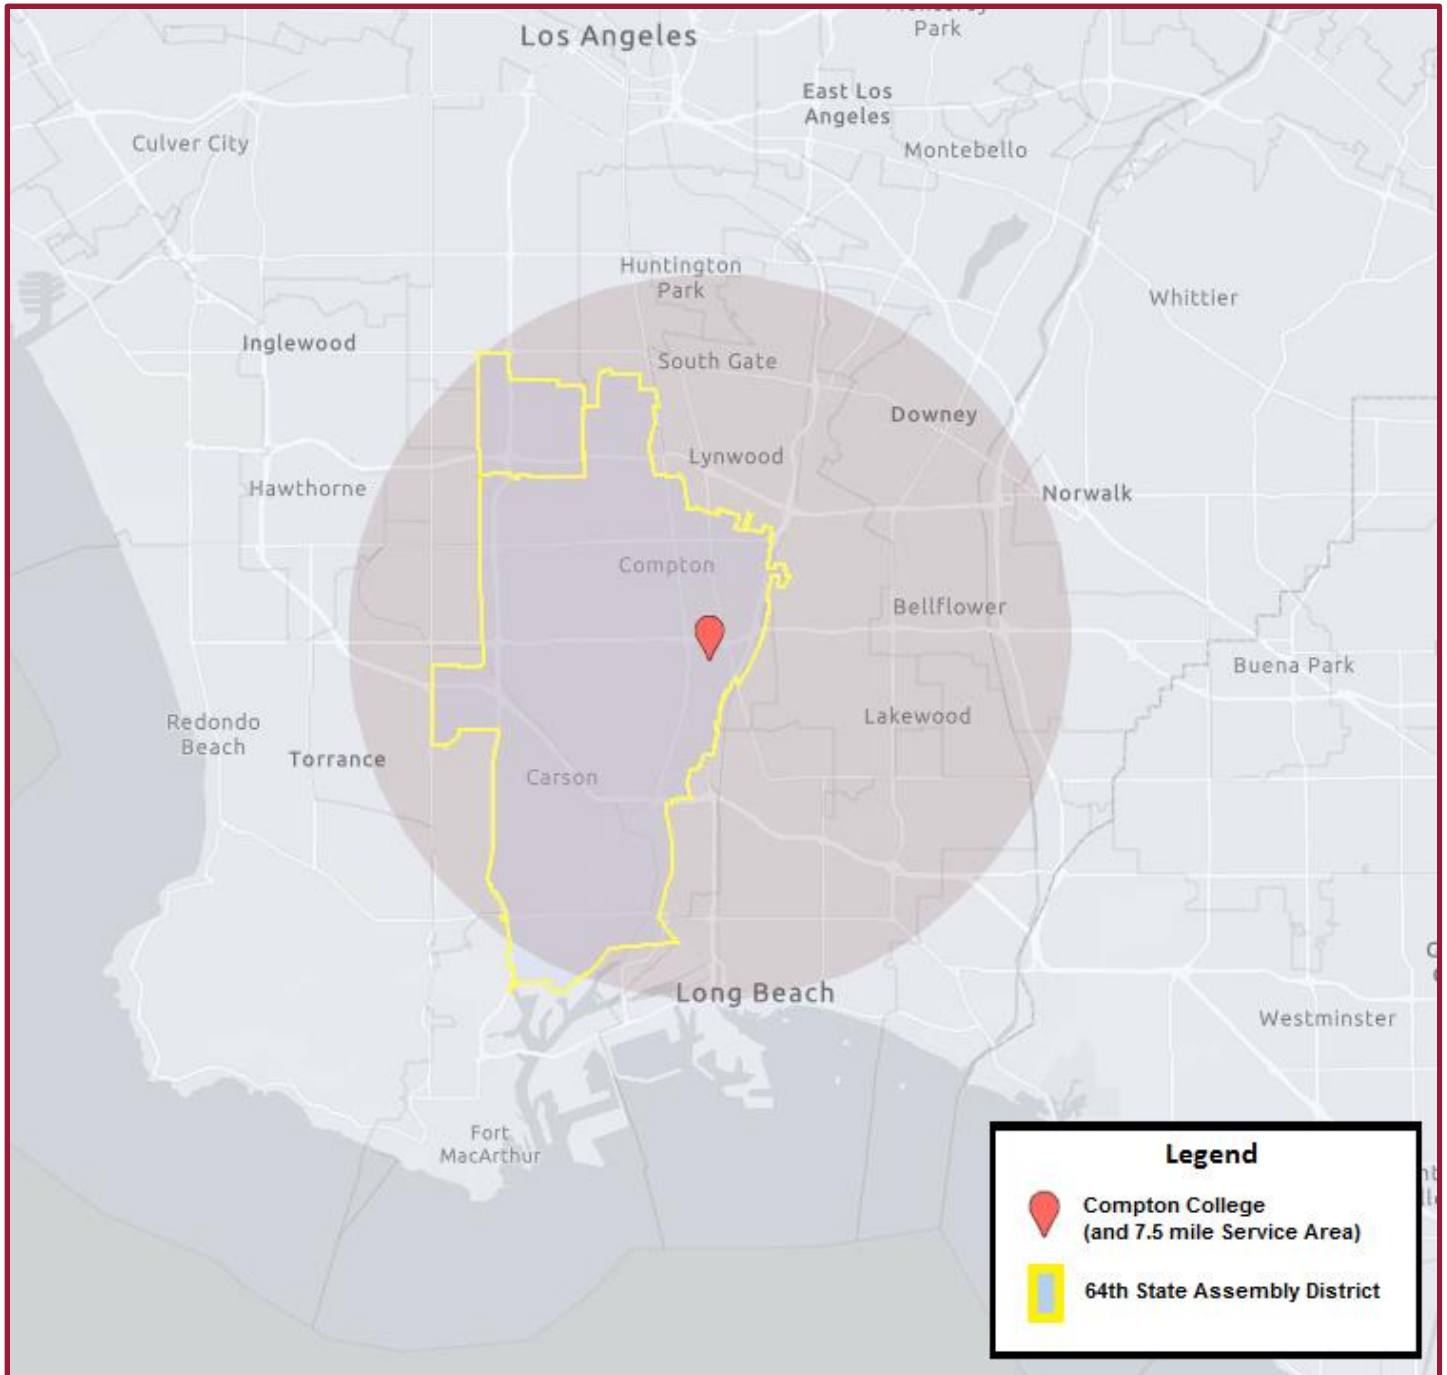 Los Angeles
Park
East Los
Angeles
Culver City
Montebello
Huntington
Park
Whittier
Inglewood
South Gate
Downey
Lynwood
Hawthorne
Norwalk
Compton
Bellflower
Buena Park
Redondo
Beach
Lakewood
Torrance
Carson
Long Beach
Westminster
Fort
MacArthur
Legend
Compton College
(and 7.5 mile Service Area)
64th State Assembly District